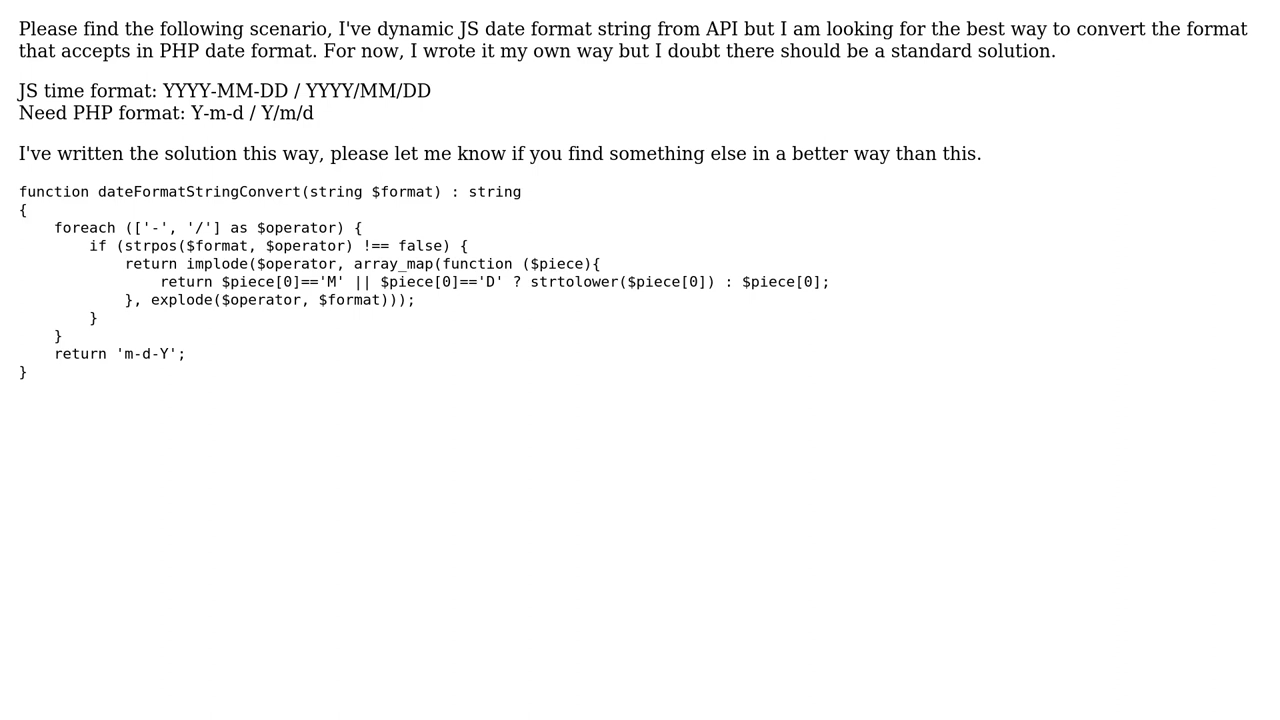 Please find the following scenario, I've dynamic JS date format string from API but I am looking for the best way to convert the format
that accepts in PHP date format. For now, I wrote it my own way but I doubt there should be a standard solution.
JS time format: YYYY-MM-DD / YYYY/MM/DD
Need PHP format: Y-m-d / Y/m/d
I've written the solution this way, please let me know if you find something else in a better way than this.
function dateFormatStringConvert(string $format) : string
{
    foreach (['-', '/'] as $operator) {
        if (strpos($format, $operator) !== false) {
            return implode($operator, array_map(function ($piece){
                return $piece[0]=='M' || $piece[0]=='D' ? strtolower($piece[0]) : $piece[0];
            }, explode($operator, $format)));
        }
    }
    return 'm-d-Y';
}